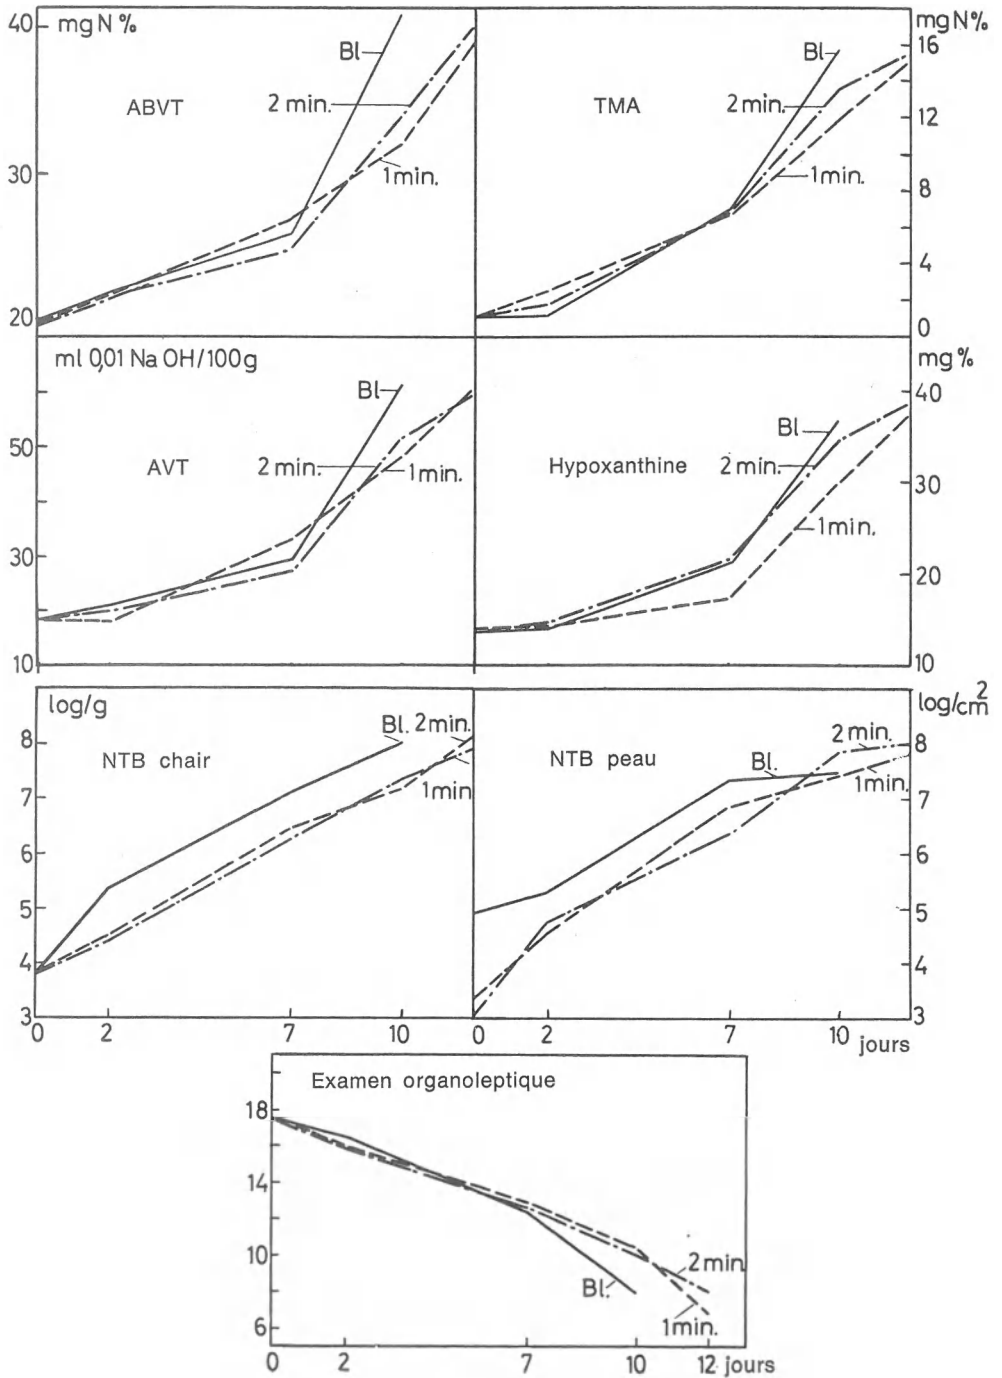 40
mg N %
Bl
2 min.
ABVT
30
1 min.
20
mg N%
16
Bl
2 min.
TMA
12
1 min.
8
4
0
ml 0,01 Na OH/100g
Bl
50
AVT
2 min.
1 min.
30
10
mg %
40
Bl
Hypoxanthine
2 min.
30
1 min.
20
10
log/g
8
NTB chair
Bl.
2 min.
7
1 min
6
5
4
3
0
2
7
10
log/cm²
2 min.
8
NTB peau
Bl.
1 min.
7
6
5
4
3
0
2
7
10
jours
Examen organoleptique
18
14
10
2 min
Bl.
6
1 min.
0
2
7
10
12
jours